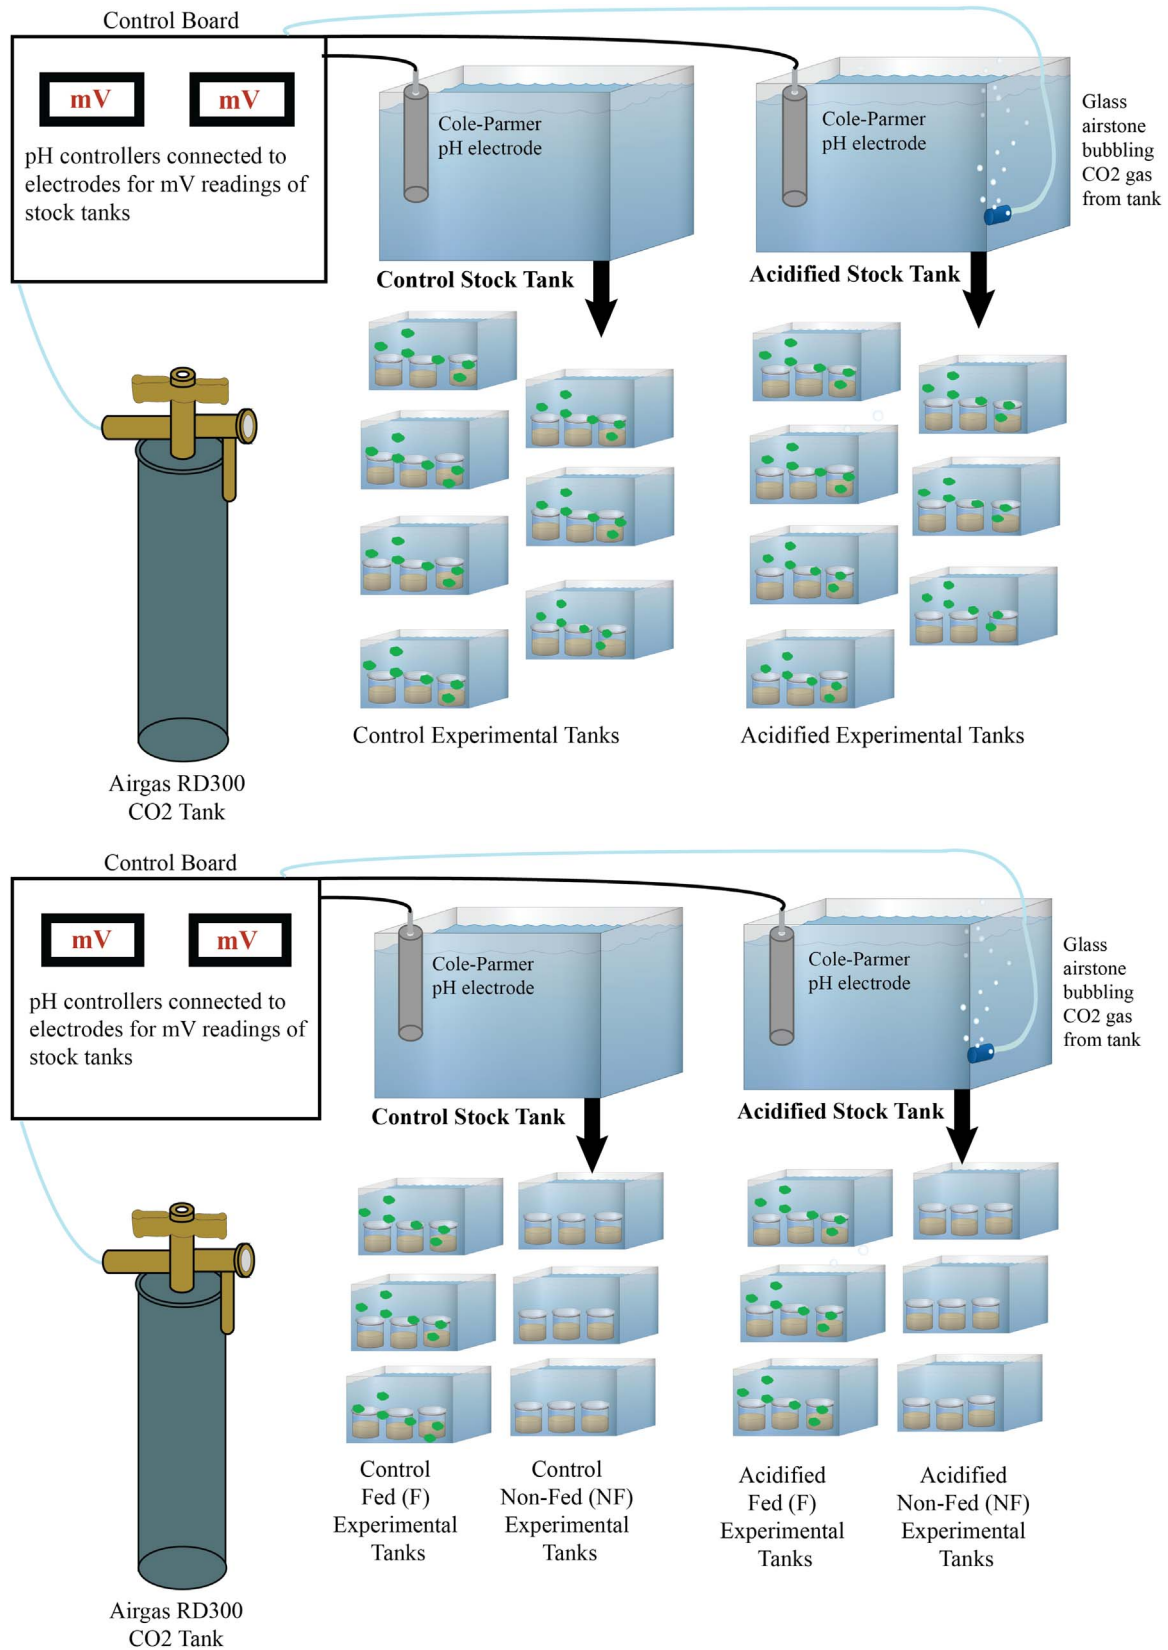 Control Board
mV
mV
pH controllers connected to
electrodes for mV readings of
stock tanks
Cole-Parmer
pH electrode
Cole-Parmer
pH electrode
Glass
airstone
bubbling
CO2 gas
from tank
Control Stock Tank
Acidified Stock Tank
Control Experimental Tanks
Acidified Experimental Tanks
Airgas RD300
CO2 Tank
Control Board
mV
mV
pH controllers connected to
electrodes for mV readings of
stock tanks
Cole-Parmer
pH electrode
Cole-Parmer
pH electrode
Glass
airstone
bubbling
CO2 gas
from tank
Control Stock Tank
Acidified Stock Tank
Control
Fed (F)
Experimental
Tanks
Control
Non-Fed (NF)
Experimental
Tanks
Acidified
Fed (F)
Experimental
Tanks
Acidified
Non-Fed (NF)
Experimental
Tanks
Airgas RD300
CO2 Tank